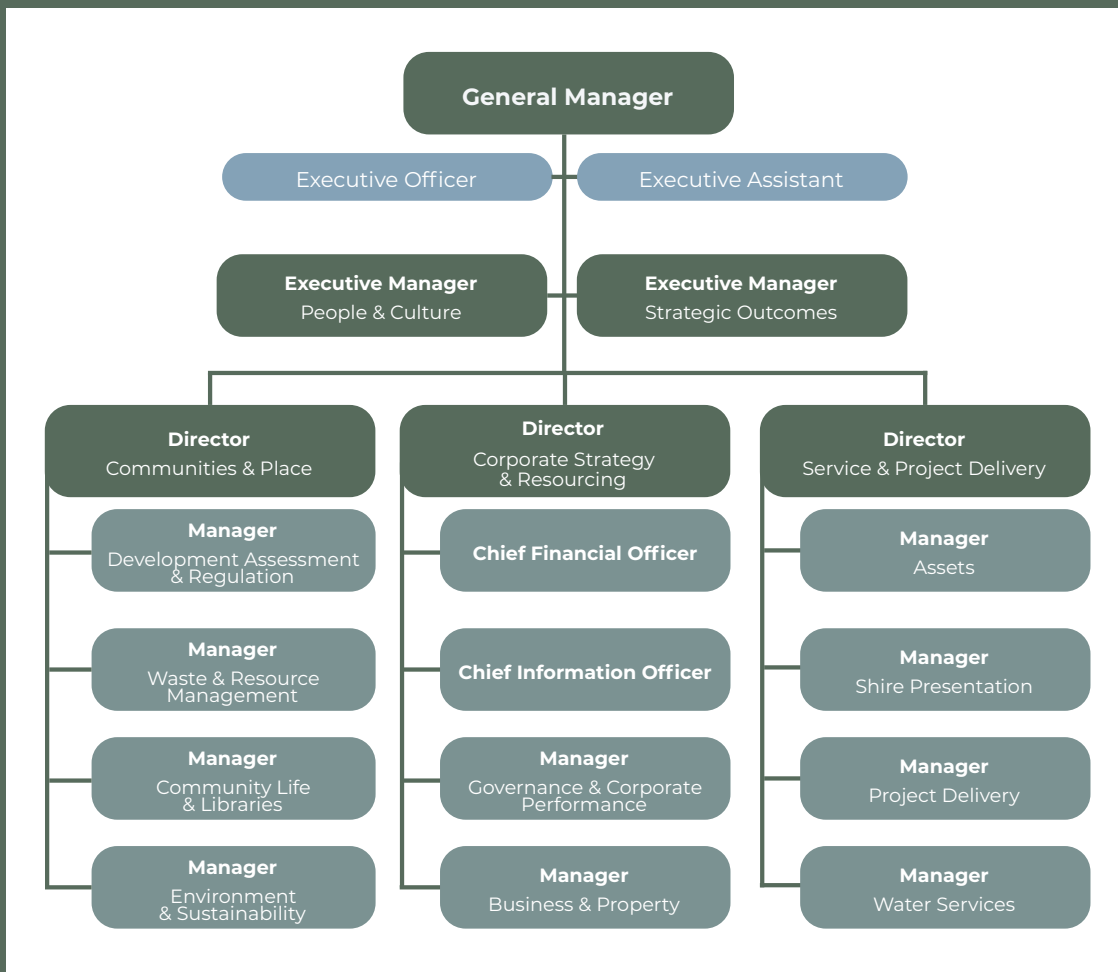 General Manager
Executive Officer
Executive Assistant
Executive Manager
People & Culture
Executive Manager
Strategic Outcomes
Director
Communities & Place
Manager
Development Assessment
& Regulation
Manager
Waste & Resource
Management
Manager
Community Life
& Libraries
Manager
Environment
& Sustainability
Director
Corporate Strategy
& Resourcing
Chief Financial Officer
Chief Information Officer
Manager
Governance & Corporate
Performance
Manager
Business & Property
Director
Service & Project Delivery
Manager
Assets
Manager
Shire Presentation
Manager
Project Delivery
Manager
Water Services